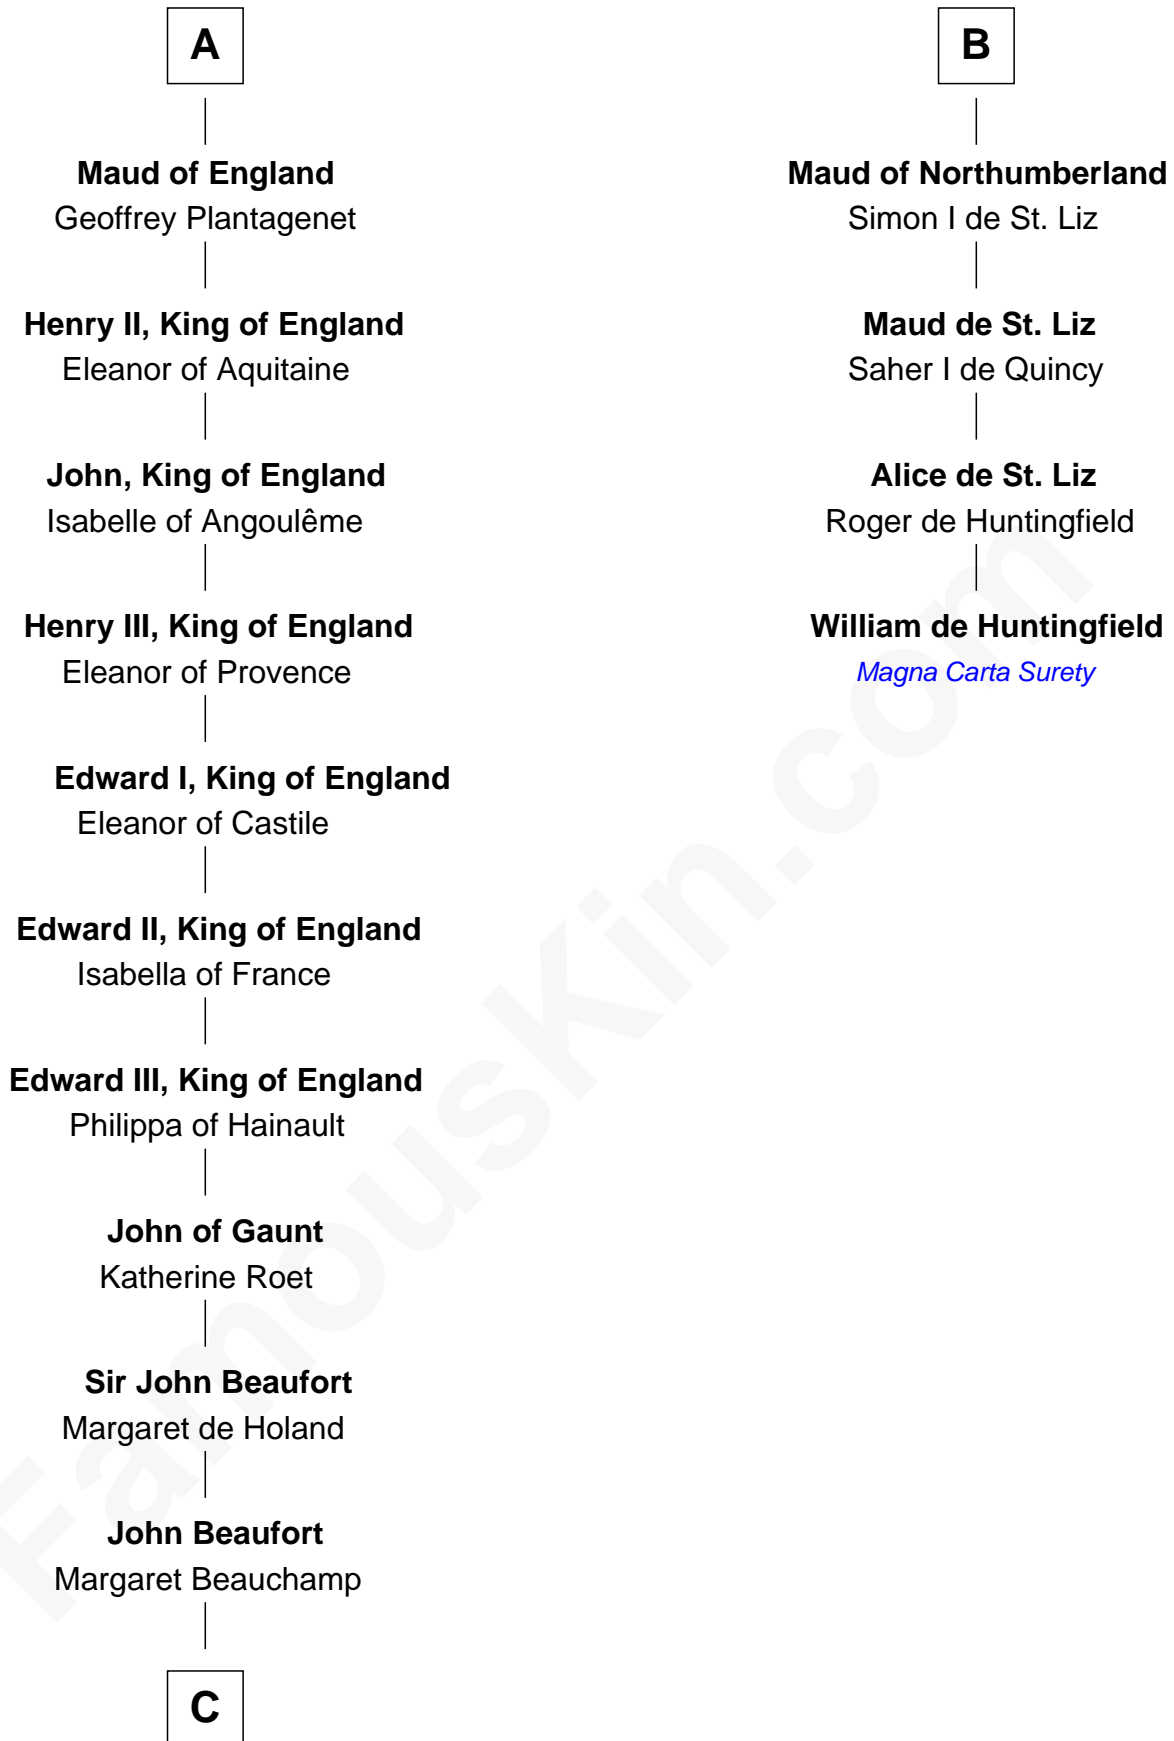 A
Maud of England
Geoffrey Plantagenet
Henry II, King of England
Eleanor of Aquitaine
John, King of England
Isabelle of Angoulême
Henry III, King of England
Eleanor of Provence
Edward I, King of England
Eleanor of Castile
Edward II, King of England
Isabella of France
Edward III, King of England
Philippa of Hainault
John of Gaunt
Katherine Roet
Sir John Beaufort
Margaret de Holand
John Beaufort
Margaret Beauchamp
C
B
Maud of Northumberland
Simon I de St. Liz
Maud de St. Liz
Saher I de Quincy
Alice de St. Liz
Roger de Huntingfield
William de Huntingfield
Magna Carta Surety
FamousKin.com